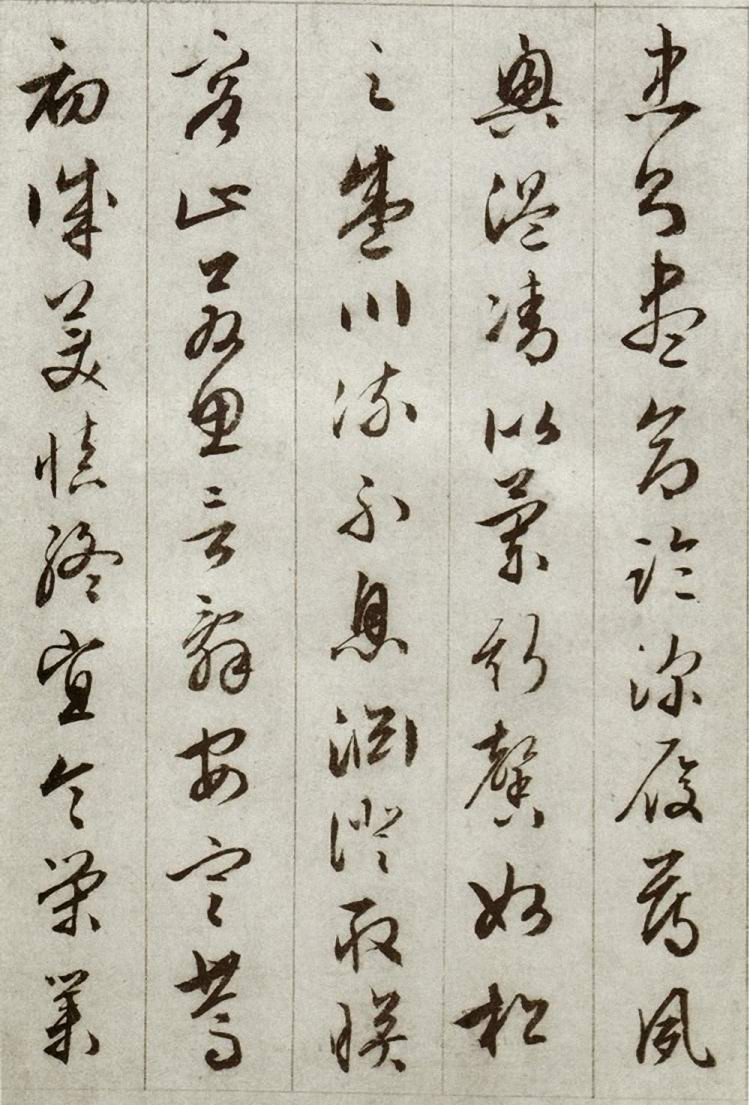 忠則盡命臨深履薄夙
興溫凊以蘭斯馨如松
之盛川流不息淵澄取暎
容止若思言辭安定篤
初誠美慎終宜令榮業